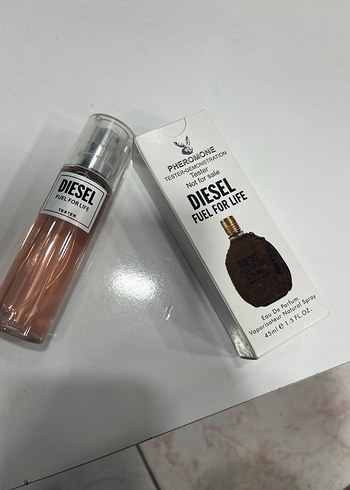 DIESEL
FUEL FOR LIFE
TESTER
PHEROMONE
TESTER-DEMONSTRATION
Tester
Not for sale
DIESEL
FUEL FOR LIFE
DIESEL
Eau De Parfum
Vaporisateur Natural Spray
45ml e 1.5 FL.OZ.